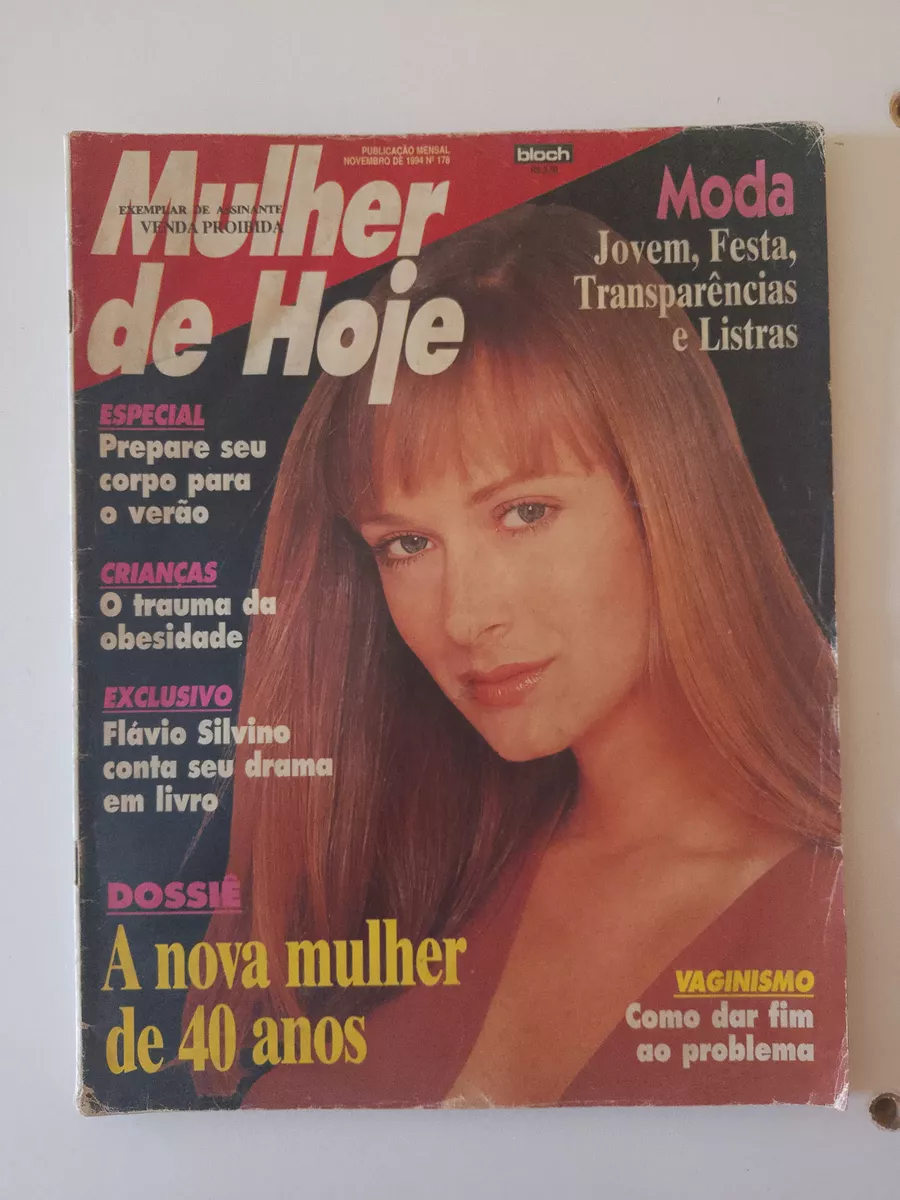 PUBLICAÇÃO MENSAL
NOVEMBRO DE 1994 Nº 178
bloch
Mulher
de Hoje
EXEMPLAR DE ASSINANTE
VENDA PROIBIDA
Moda
Jovem, Festa,
Transparências
e Listras
ESPECIAL
Prepare seu
corpo para
o verão
CRIANÇAS
O trauma da
obesidade
EXCLUSIVO
Flávio Silvino
conta seu drama
em livro
DOSSIÊ
A nova mulher
de 40 anos
VAGINISMO
Como dar fim
ao problema